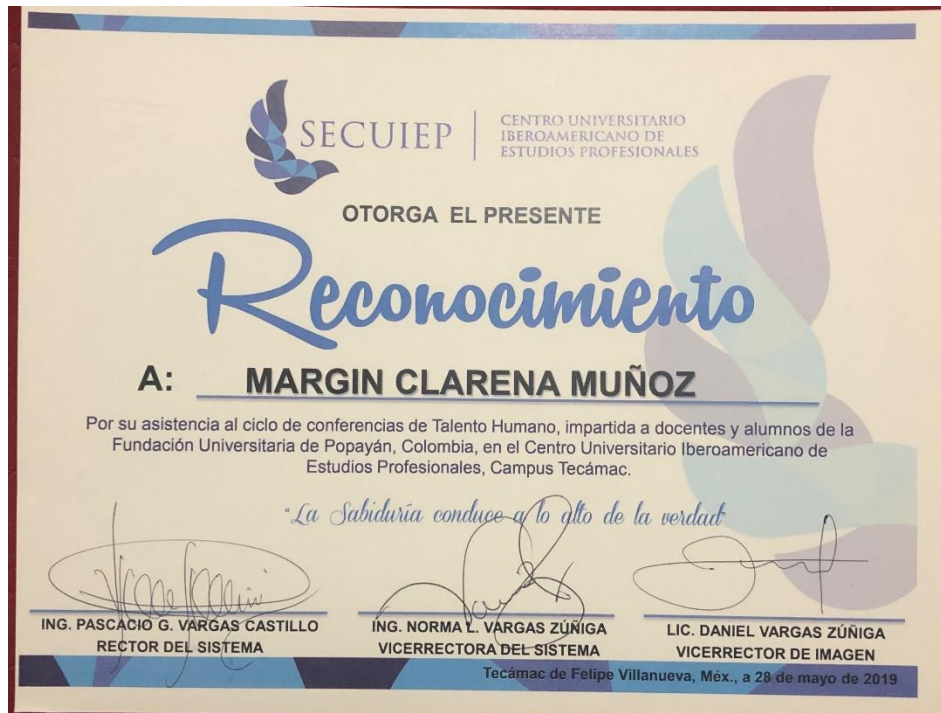 SECUIEP
CENTRO UNIVERSITARIO
IBEROAMERICANO DE
ESTUDIOS PROFESIONALES
OTORGA EL PRESENTE
Reconocimiento
A: MARGIN CLARENA MUÑOZ
Por su asistencia al ciclo de conferencias de Talento Humano, impartida a docentes y alumnos de la
Fundación Universitaria de Popayán, Colombia, en el Centro Universitario Iberoamericano de
Estudios Profesionales, Campus Tecámac.
"La Sabiduría conduce a lo alto de la verdad"
ING. PASCACIO G. VARGAS CASTILLO
RECTOR DEL SISTEMA
ING. NORMA L. VARGAS ZÚÑIGA
VICERRECTORA DEL SISTEMA
LIC. DANIEL VARGAS ZÚÑIGA
VICERRECTOR DE IMAGEN
Tecámac de Felipe Villanueva, Méx., a 28 de mayo de 2019